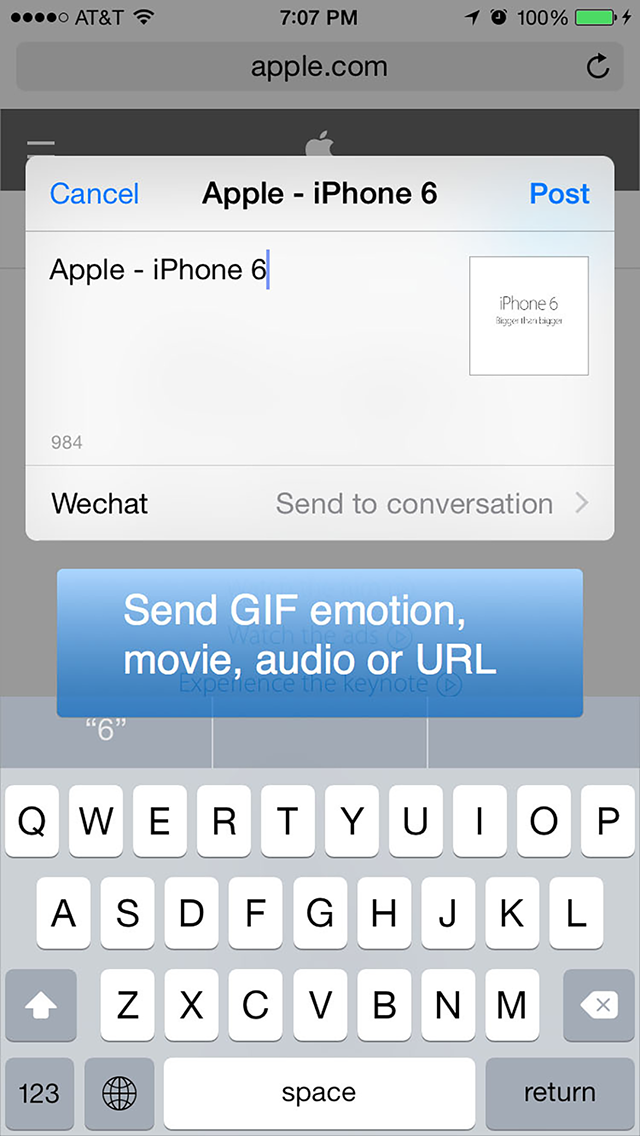 AT&T 7:07 PM 100%
apple.com
Cancel Apple - iPhone 6 Post
Apple - iPhone 6
iPhone 6
Bigger than bigger
984
Wechat Send to conversation
Send GIF emotion,
Watch the ads
movie, audio or URL
Experience the keynote
“6”
Q W E R T Y U I O P
A S D F G H J K L
Z X C V B N M
123 space return